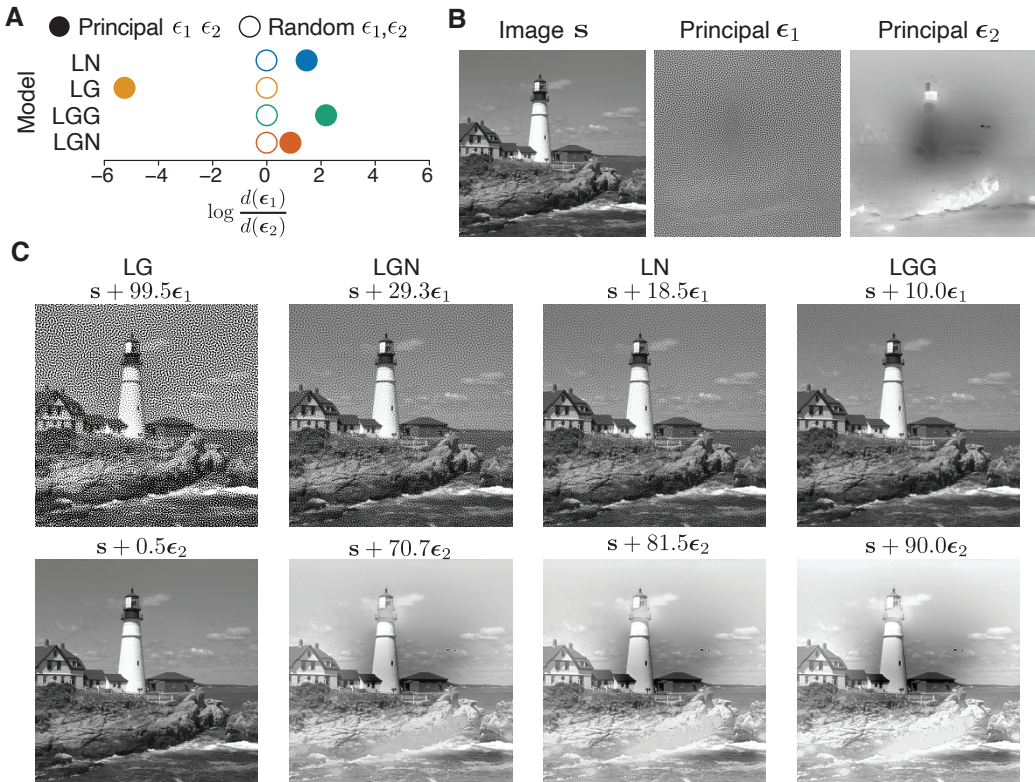 A
Principal ϵ₁ ϵ₂ Random ϵ₁,ϵ₂
Model
LN
LG
LGG
LGN
−6 −4 −2 0 2 4 6
log d(ϵ₁)/d(ϵ₂)
B
Image s Principal ϵ₁ Principal ϵ₂
C
LG LGN LN LGG
s + 99.5ϵ₁ s + 29.3ϵ₁ s + 18.5ϵ₁ s + 10.0ϵ₁
s + 0.5ϵ₂ s + 70.7ϵ₂ s + 81.5ϵ₂ s + 90.0ϵ₂